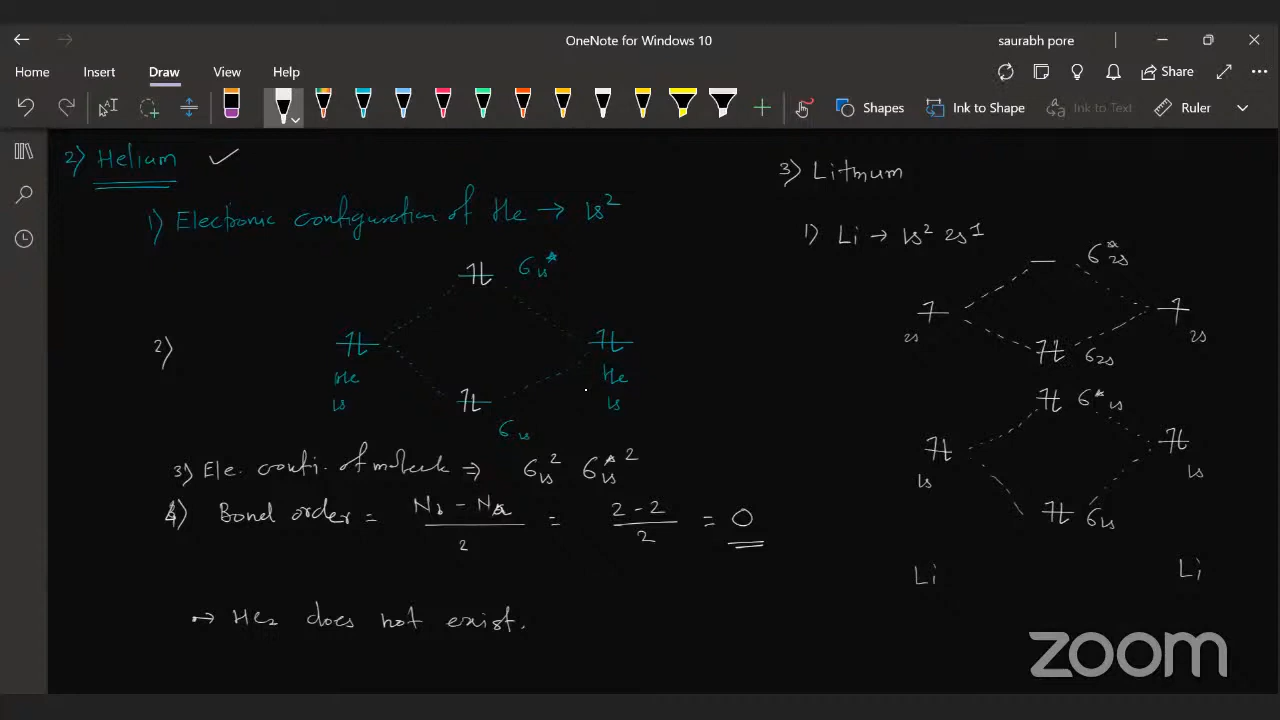 OneNote for Windows 10
saurabh pore
Home Insert Draw View Help
Share
Shapes
Ink to Shape
Ink to Text
Ruler
2) Helium ✓
1) Electronic configuration of He → 1s²
σ1s*
2)
He
1s
He
1s
σ1s
3) Ele. confi. of molecule ⇒ σ1s² σ*1s²
4) Bond order = Nb - Na / 2 = 2 - 2 / 2 = 0
→ He₂ does not exist.
3) Lithium
1) Li → 1s² 2s¹
σ*2s
2s
2s
σ2s
σ*1s
1s
1s
σ1s
Li
Li
zoom